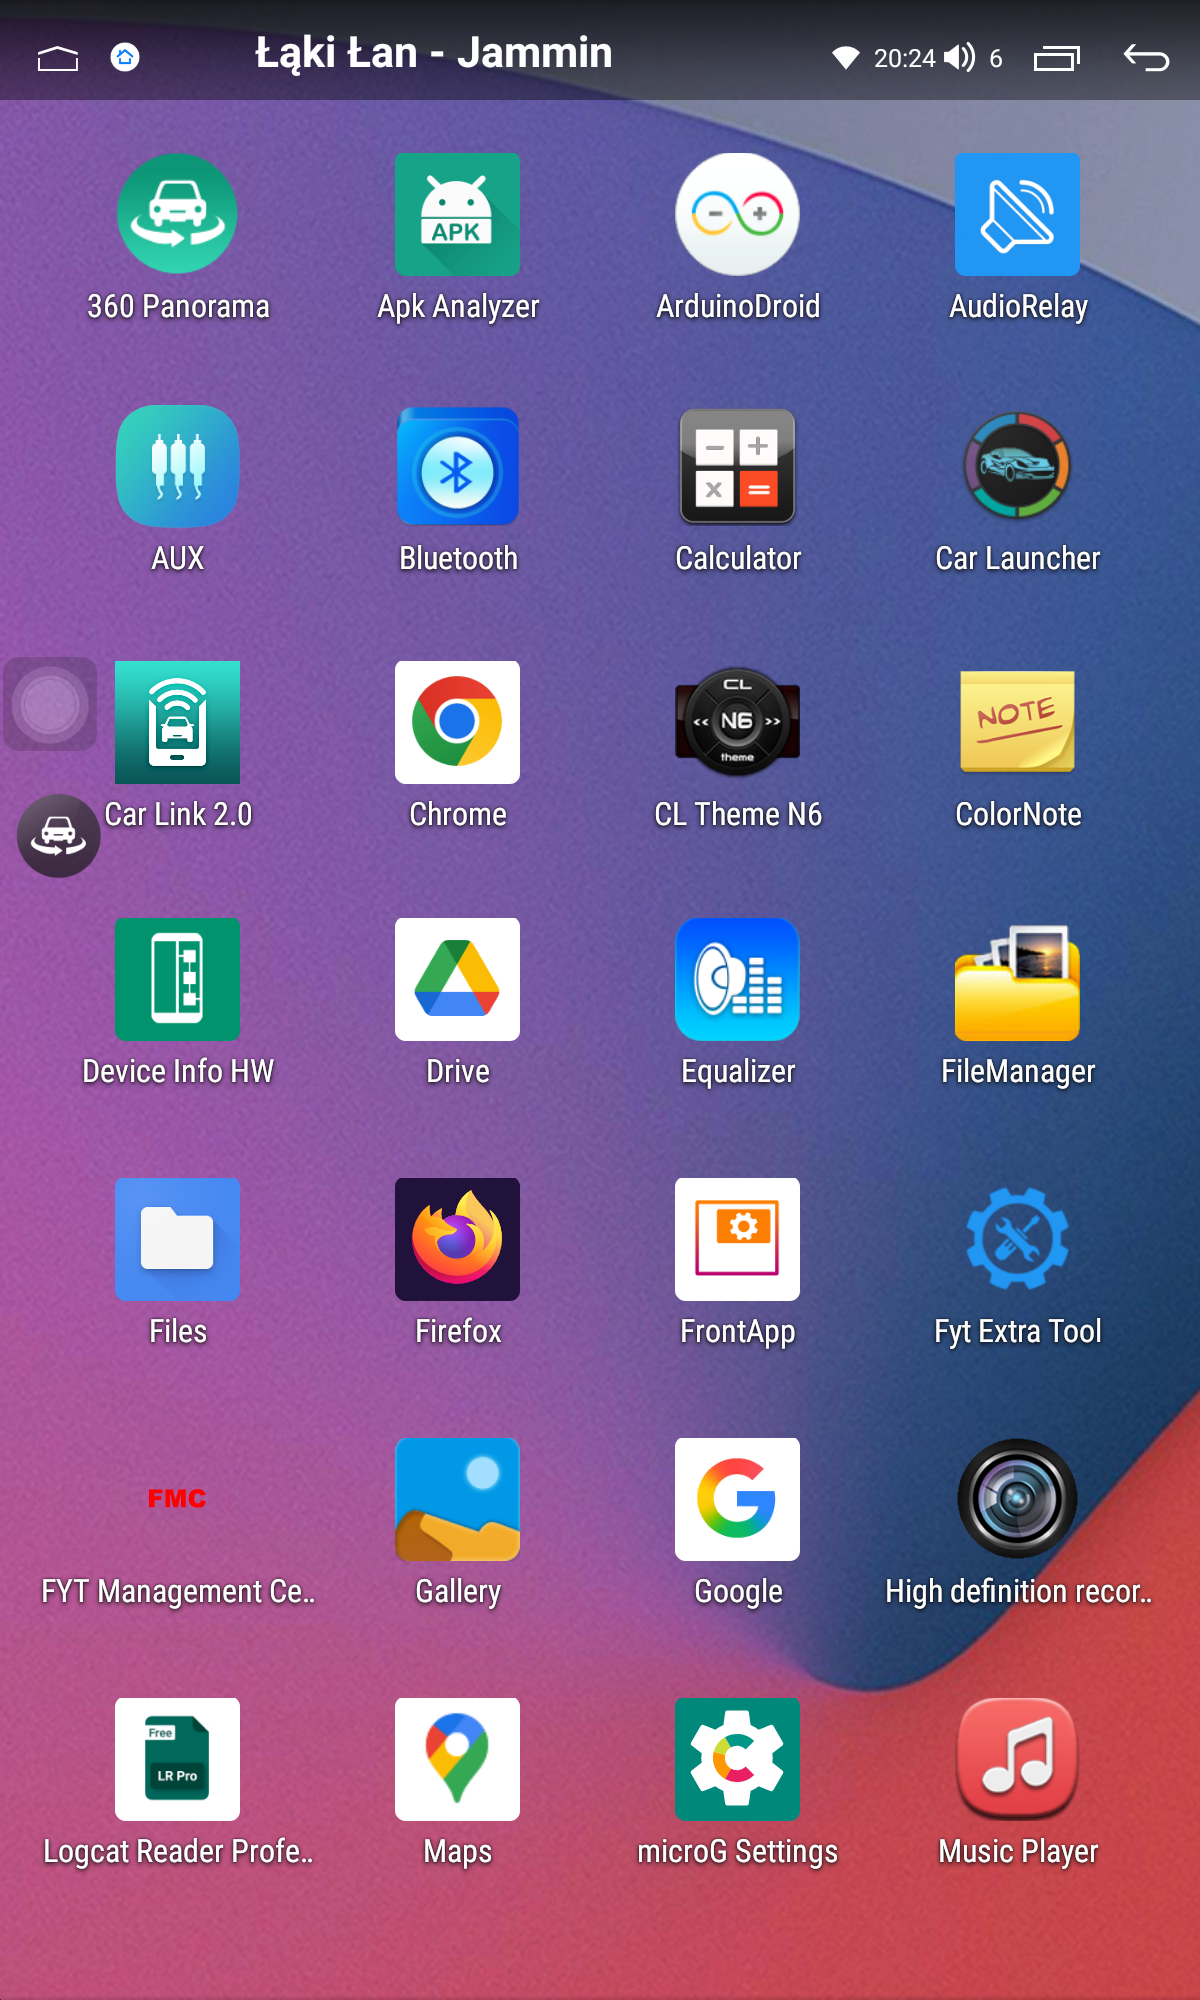 Łąki Łan - Jammin
20:24 6
360 Panorama
APK
Apk Analyzer
ArduinoDroid
AudioRelay
AUX
Bluetooth
Calculator
Car Launcher
Car Link 2.0
Chrome
CL
<< N6 >>
theme
CL Theme N6
NOTE
ColorNote
Device Info HW
Drive
Equalizer
FileManager
Files
Firefox
FrontApp
Fyt Extra Tool
FMC
FYT Management Ce..
Gallery
Google
High definition recor..
Free
LR Pro
Logcat Reader Profe..
Maps
microG Settings
Music Player